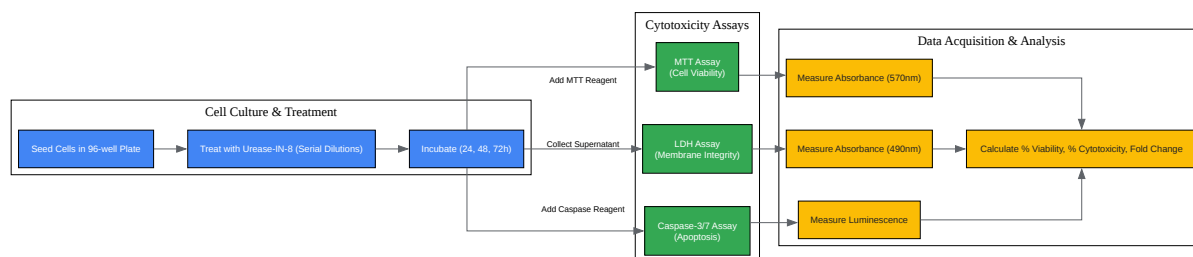 Cell Culture & Treatment
Seed Cells in 96-well Plate
Treat with Urease-IN-8 (Serial Dilutions)
Incubate (24, 48, 72h)
Add MTT Reagent
Collect Supernatant
Add Caspase Reagent
Cytotoxicity Assays
MTT Assay
(Cell Viability)
LDH Assay
(Membrane Integrity)
Caspase-3/7 Assay
(Apoptosis)
Data Acquisition & Analysis
Measure Absorbance (570nm)
Measure Absorbance (490nm)
Measure Luminescence
Calculate % Viability, % Cytotoxicity, Fold Change